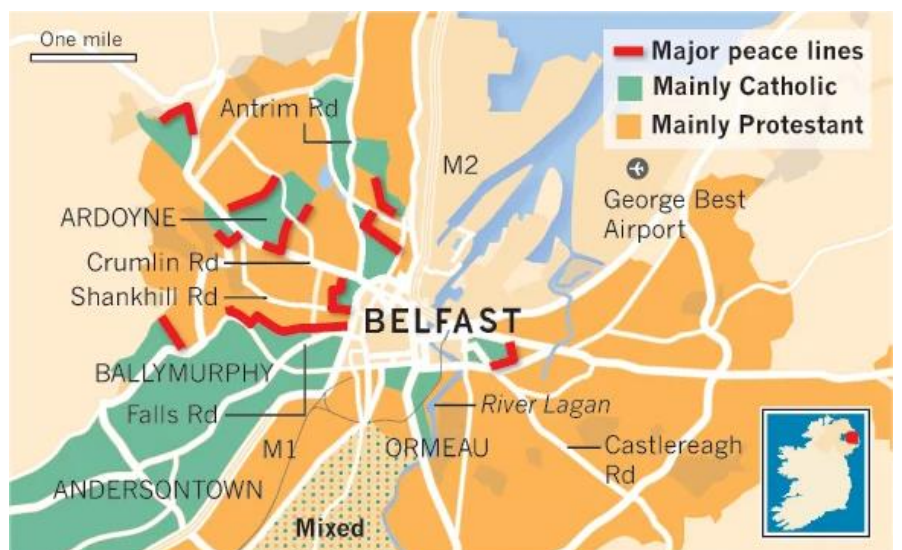 One mile
Major peace lines
Mainly Catholic
Mainly Protestant
Antrim Rd
M2
George Best
Airport
ARDOYNE
Crumlin Rd
Shankhill Rd
BELFAST
BALLYMURPHY
Falls Rd
River Lagan
M1
ORMEAU
Castlereagh
Rd
ANDERSONTOWN
Mixed